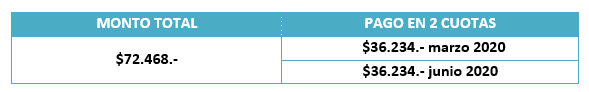 MONTO TOTAL PAGO EN 2 CUOTAS
$72.468.-
$36.234.- marzo 2020
$36.234.- junio 2020